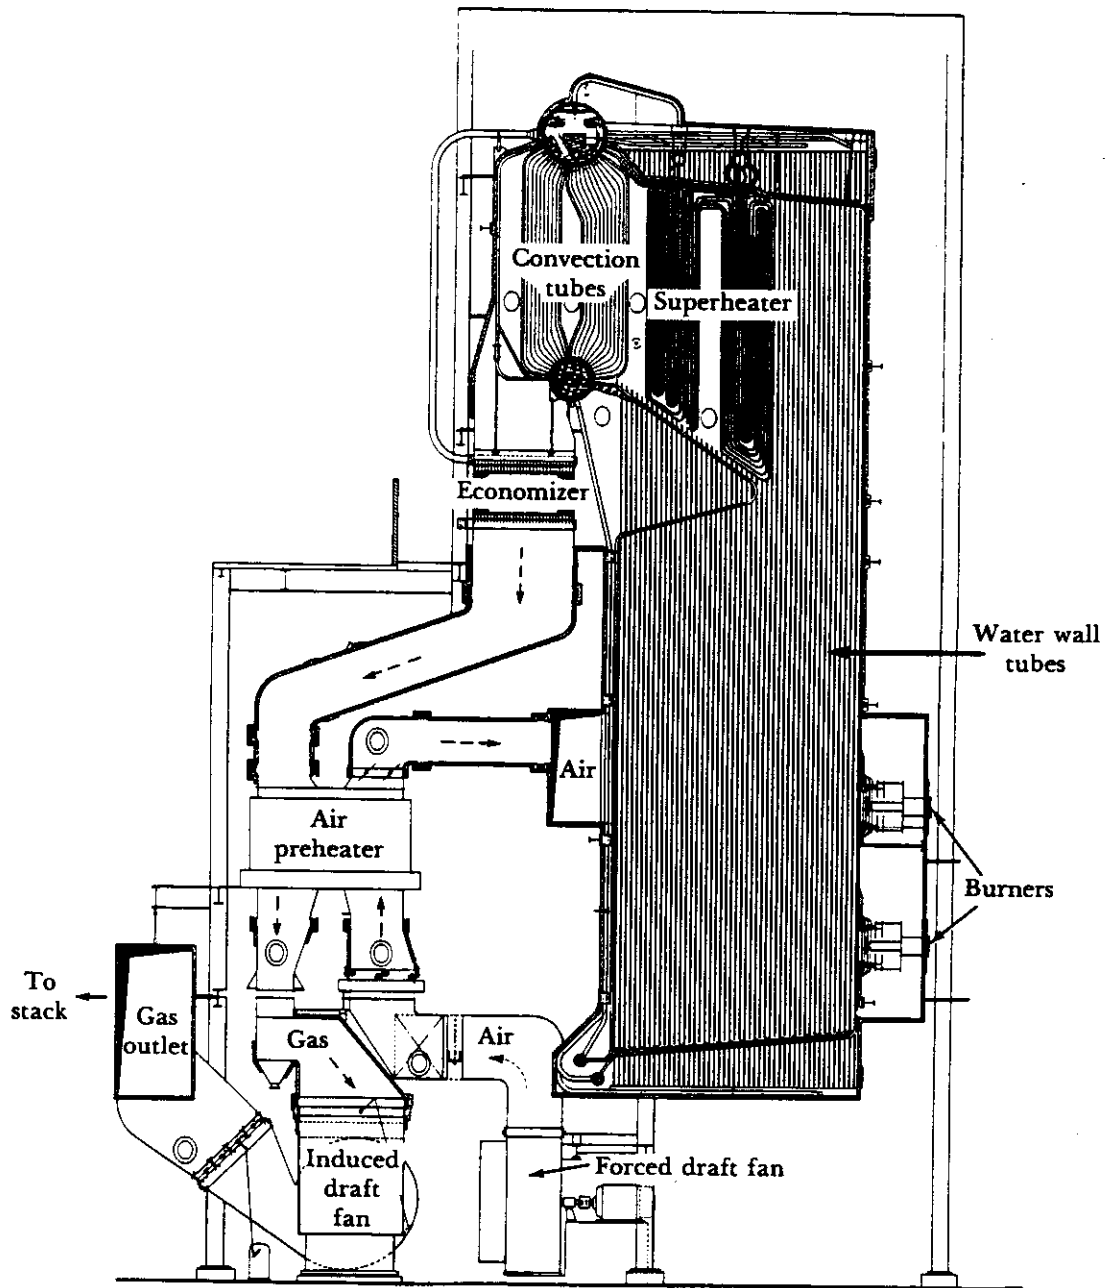 Convection
tubes
Superheater
Economizer
Water wall
tubes
Air
Air
preheater
Burners
To
stack
Gas
outlet
Gas
Air
Induced
draft
fan
Forced draft fan